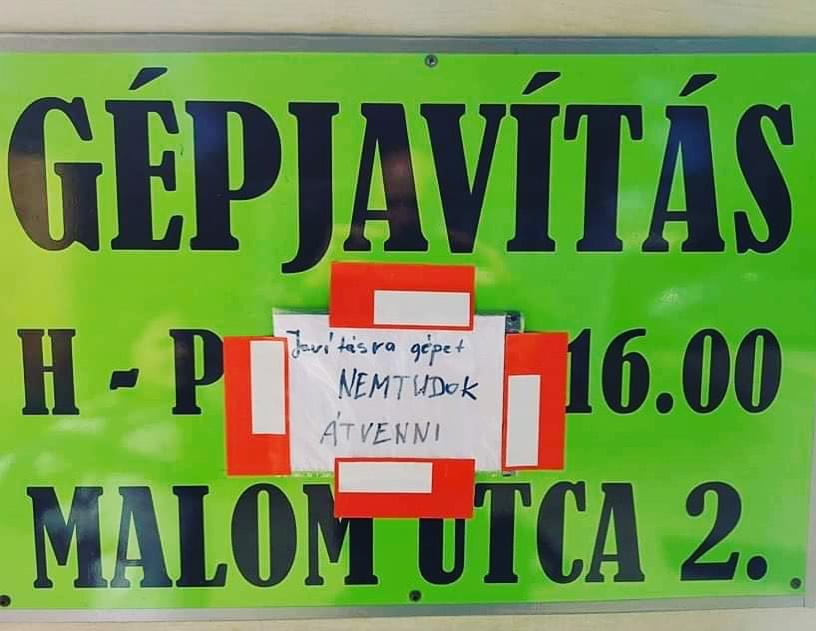 GÉPJAVÍTÁS
H - P 16.00
Javításra gépet
NEMTUDOK
ÁTVENNI
MALOM UTCA 2.